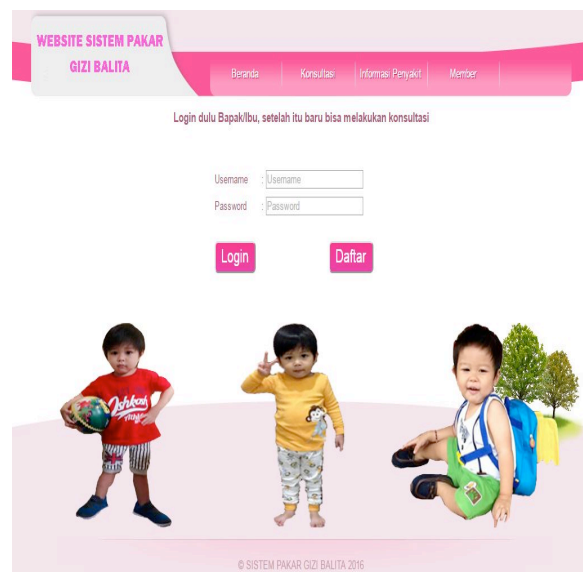 WEBSITE SISTEM PAKAR
GIZI BALITA
Beranda Konsultasi Informasi Penyakit Member
Login dulu Bapak/Ibu, setelah itu baru bisa melakukan konsultasi
Username : Username
Password : Password
Login Daftar
Oshkosh
© SISTEM PAKAR GIZI BALITA 2016